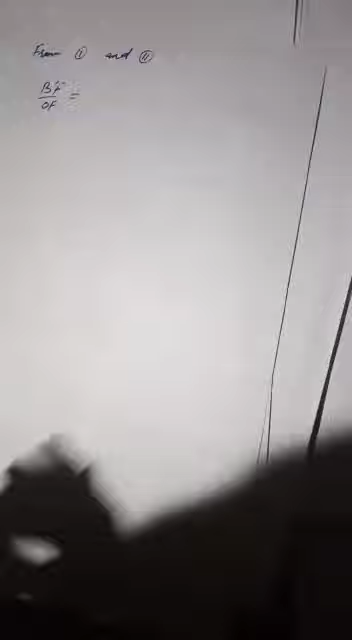 From ① and ②
BF/OF =